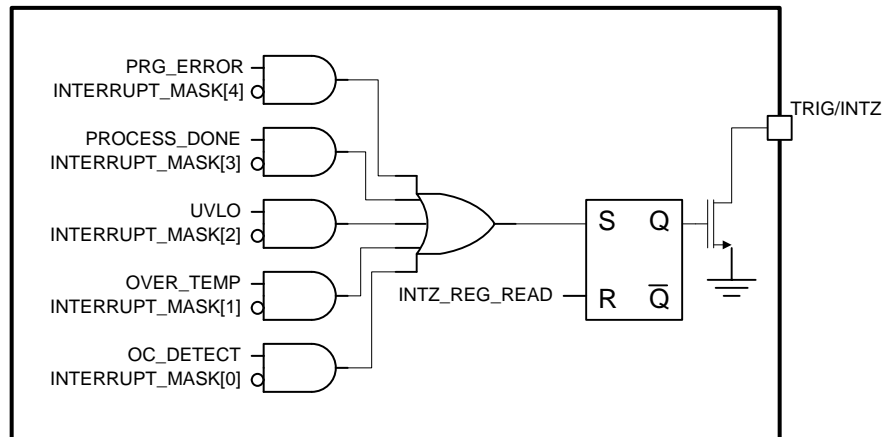 PRG_ERROR
INTERRUPT_MASK[4]
TRIG/INTZ
PROCESS_DONE
INTERRUPT_MASK[3]
UVLO
INTERRUPT_MASK[2]
S Q
OVER_TEMP
INTERRUPT_MASK[1]
INTZ_REG_READ
R Q̅
OC_DETECT
INTERRUPT_MASK[0]